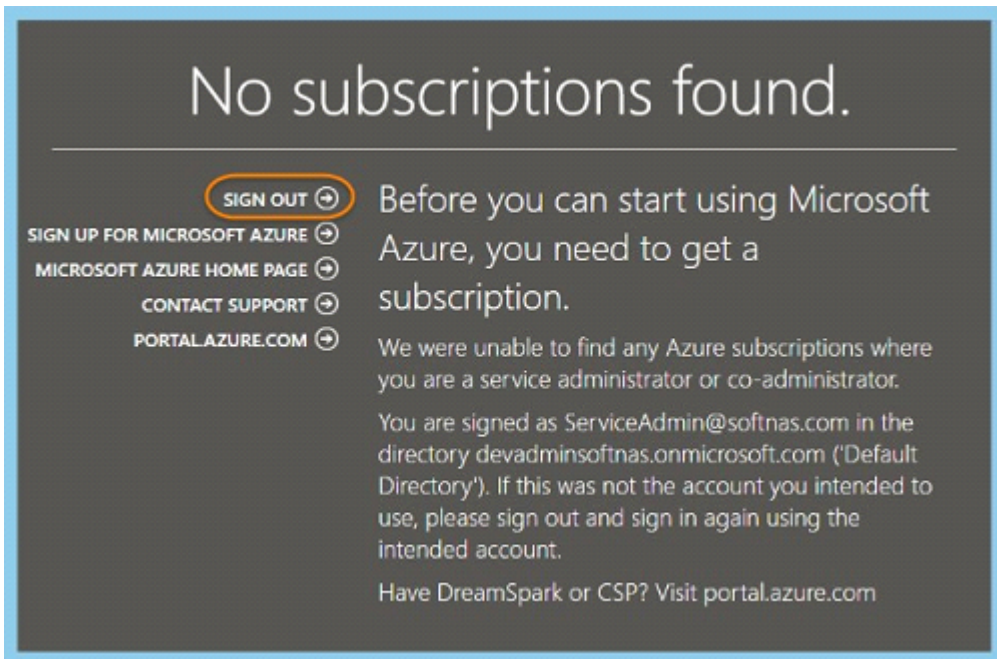 No subscriptions found.
SIGN OUT
SIGN UP FOR MICROSOFT AZURE
MICROSOFT AZURE HOME PAGE
CONTACT SUPPORT
PORTAL.AZURE.COM
Before you can start using Microsoft
Azure, you need to get a
subscription.
We were unable to find any Azure subscriptions where
you are a service administrator or co-administrator.
You are signed as ServiceAdmin@softnas.com in the
directory devadminsoftnas.onmicrosoft.com ('Default
Directory'). If this was not the account you intended to
use, please sign out and sign in again using the
intended account.
Have DreamSpark or CSP? Visit portal.azure.com